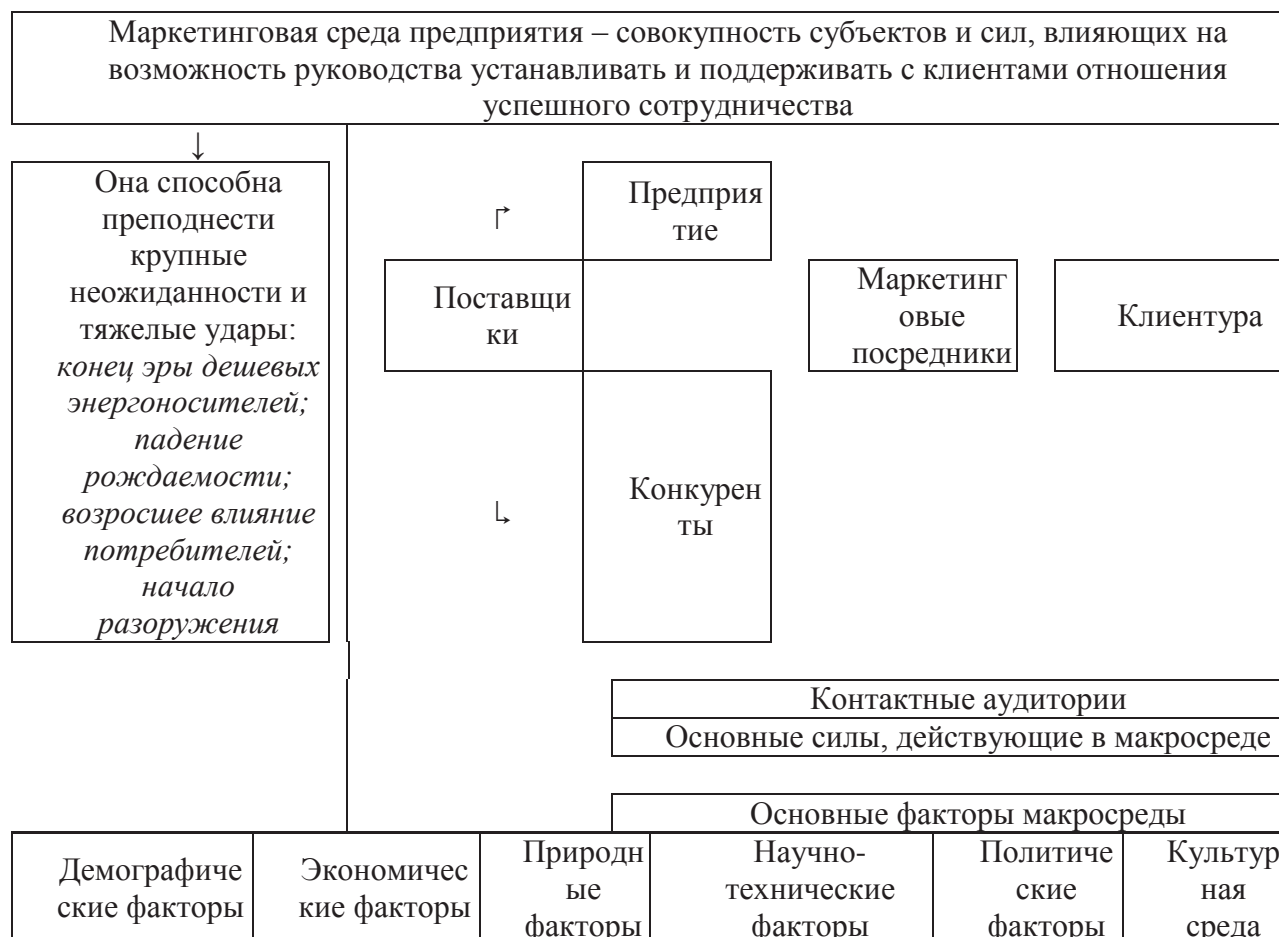 Маркетинговая среда предприятия – совокупность субъектов и сил, влияющих на
возможность руководства устанавливать и поддерживать с клиентами отношения
успешного сотрудничества
↓
Она способна
преподнести
крупные
неожиданности и
тяжелые удары:
конец эры дешевых
энергоносителей;
падение
рождаемости;
возросшее влияние
потребителей;
начало
разоружения
Предприя
тие
Поставщи
ки
Маркетинг
овые
посредники
Клиентура
Конкурен
ты
Контактные аудитории
Основные силы, действующие в макросреде
Основные факторы макросреды
Демографиче
ские факторы
Экономичес
кие факторы
Природн
ые
факторы
Научно-
технические
факторы
Политиче
ские
факторы
Культур
ная
среда